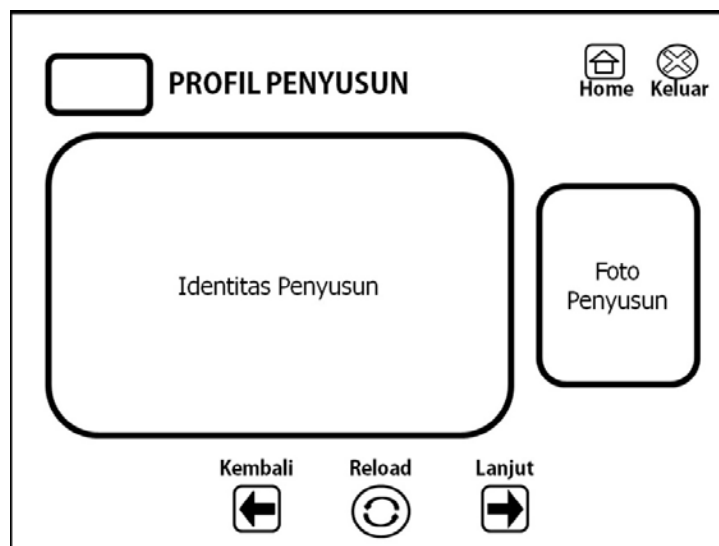 PROFIL PENYUSUN
Home Keluar
Identitas Penyusun
Foto
Penyusun
Kembali Reload Lanjut